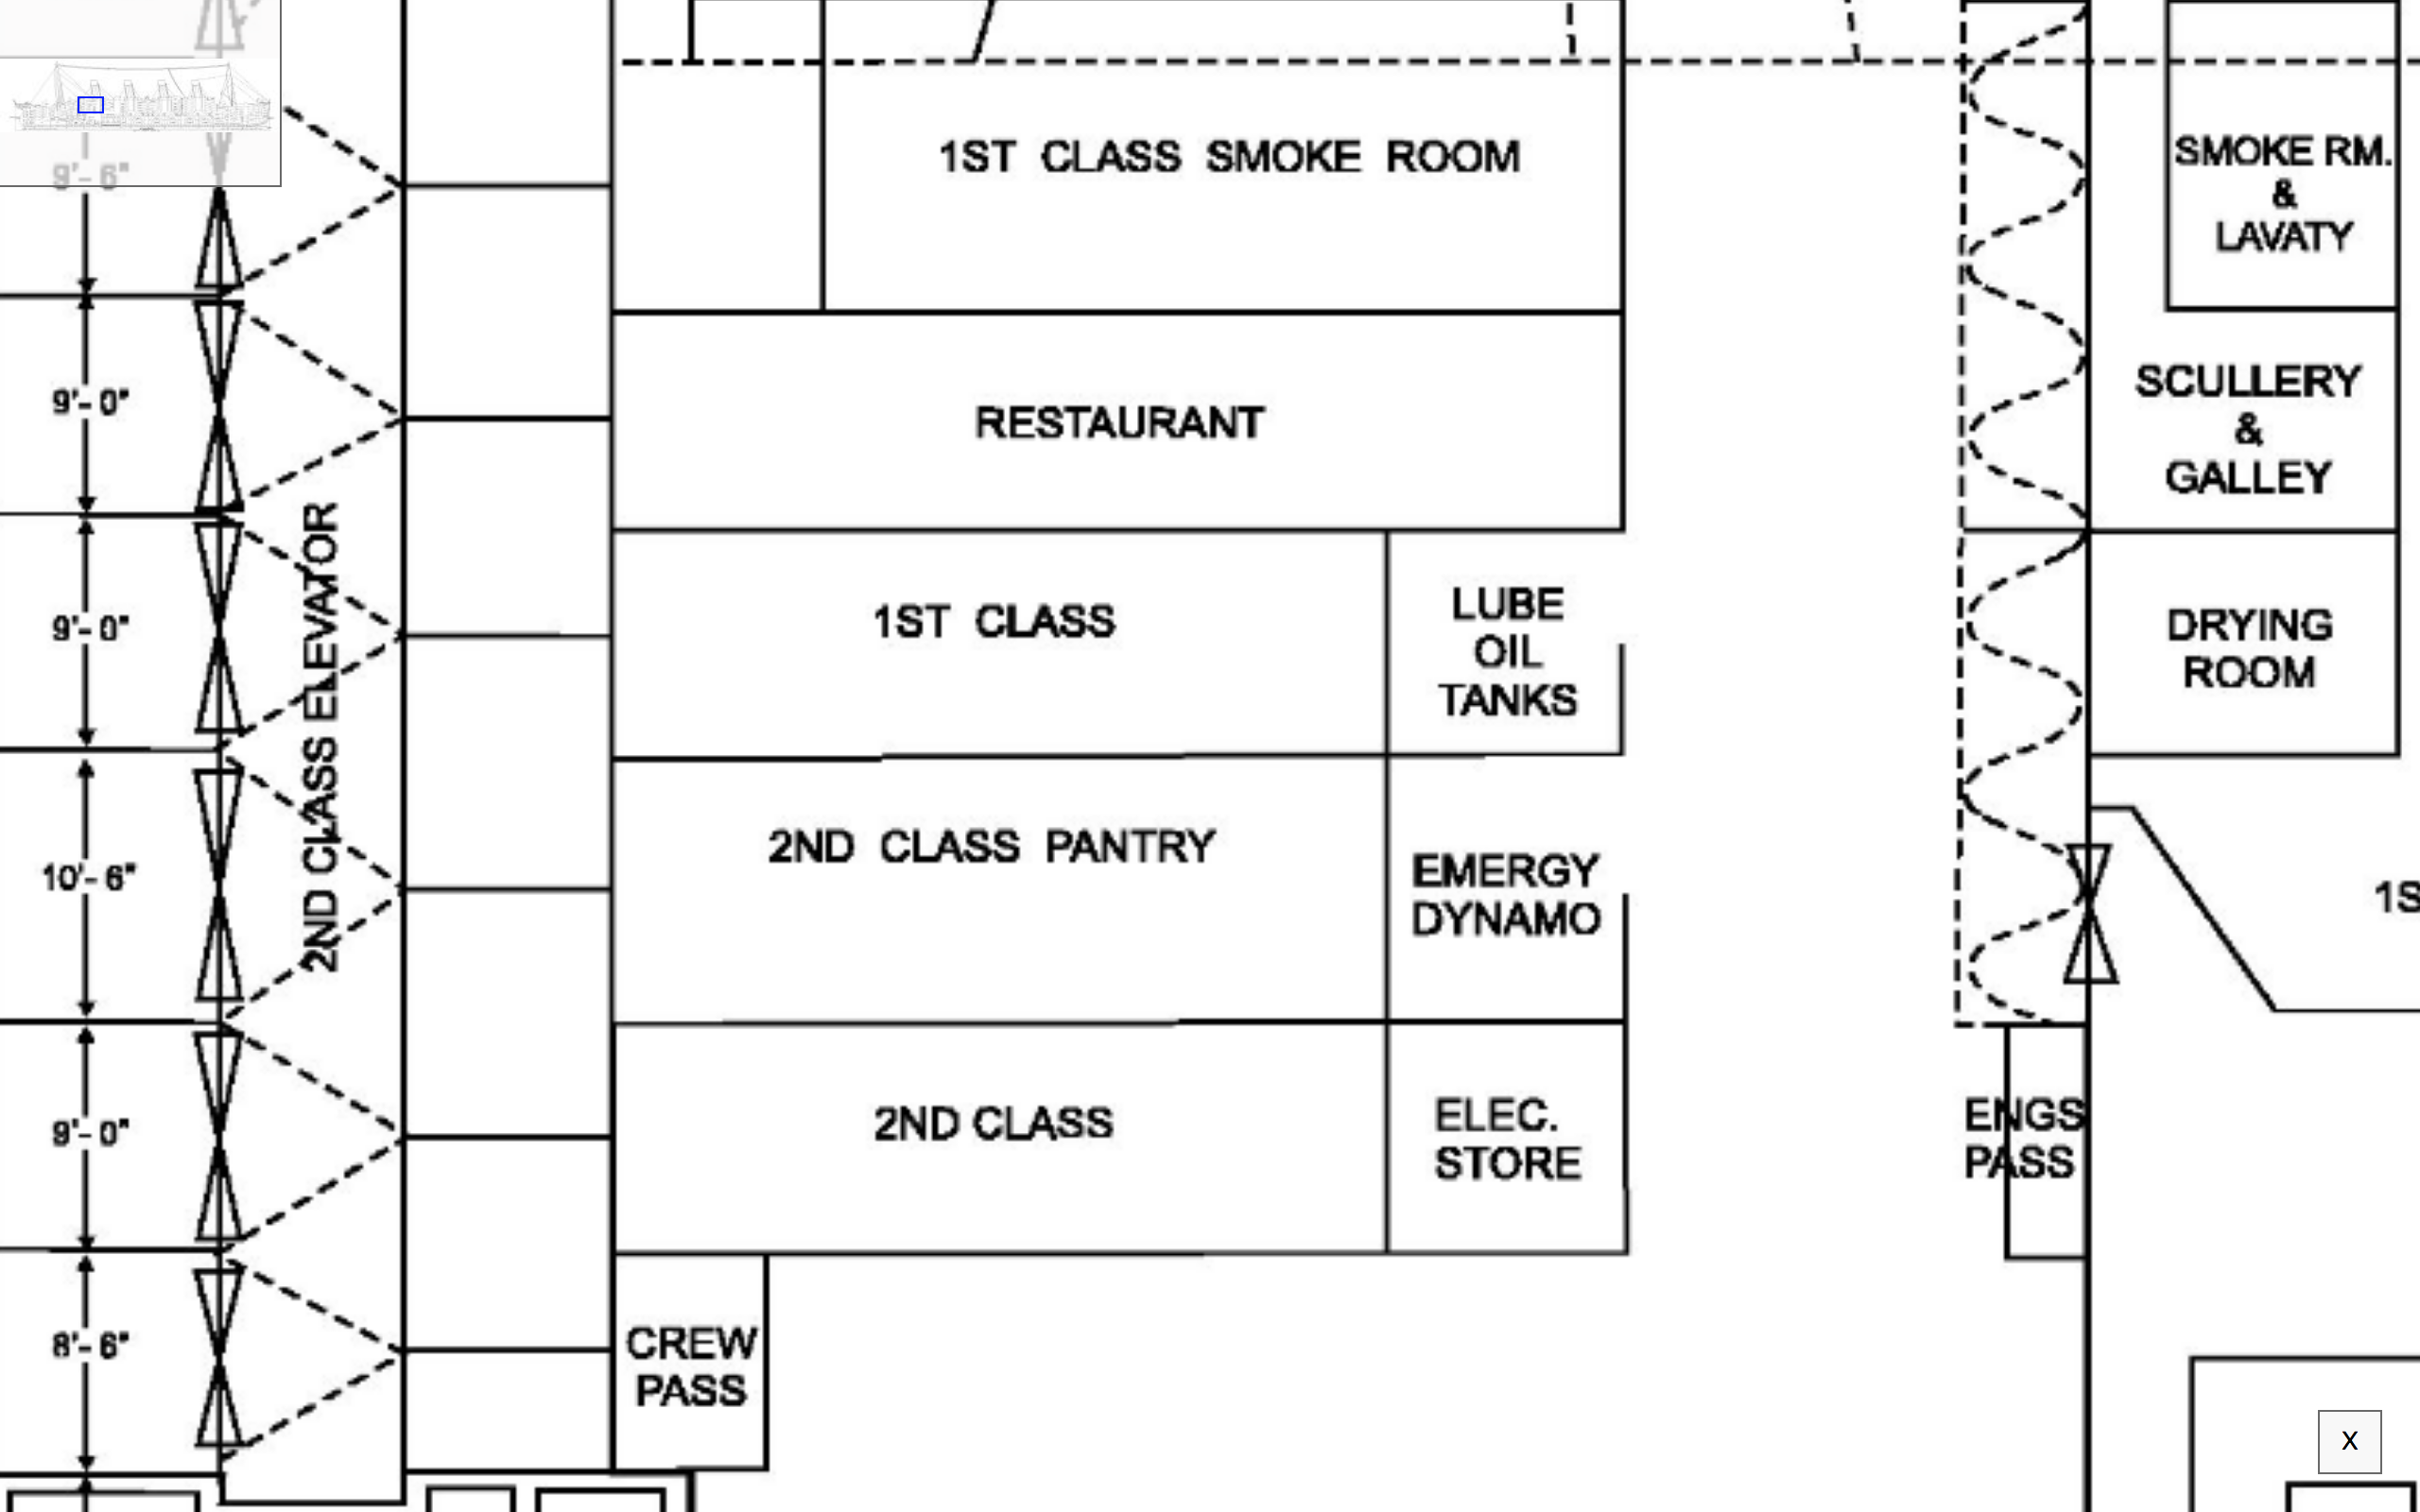 9'- 6"
9'- 0"
9'- 0"
10'- 6"
9'- 0"
8'- 6"
2ND CLASS ELEVATOR
1ST CLASS SMOKE ROOM
RESTAURANT
1ST CLASS
LUBE
OIL
TANKS
2ND CLASS PANTRY
EMERGY
DYNAMO
2ND CLASS
ELEC.
STORE
CREW
PASS
SMOKE RM.
&
LAVATY
SCULLERY
&
GALLEY
DRYING
ROOM
1S
ENGS
PASS
X